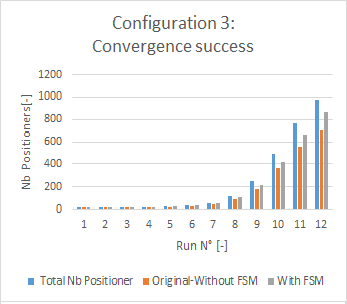 Configuration 3:
Convergence success
Nb Positioners[-]
1200
1000
800
600
400
200
0
1 2 3 4 5 6 7 8 9 10 11 12
Run N° [-]
Total Nb Positioner Original-Without FSM With FSM